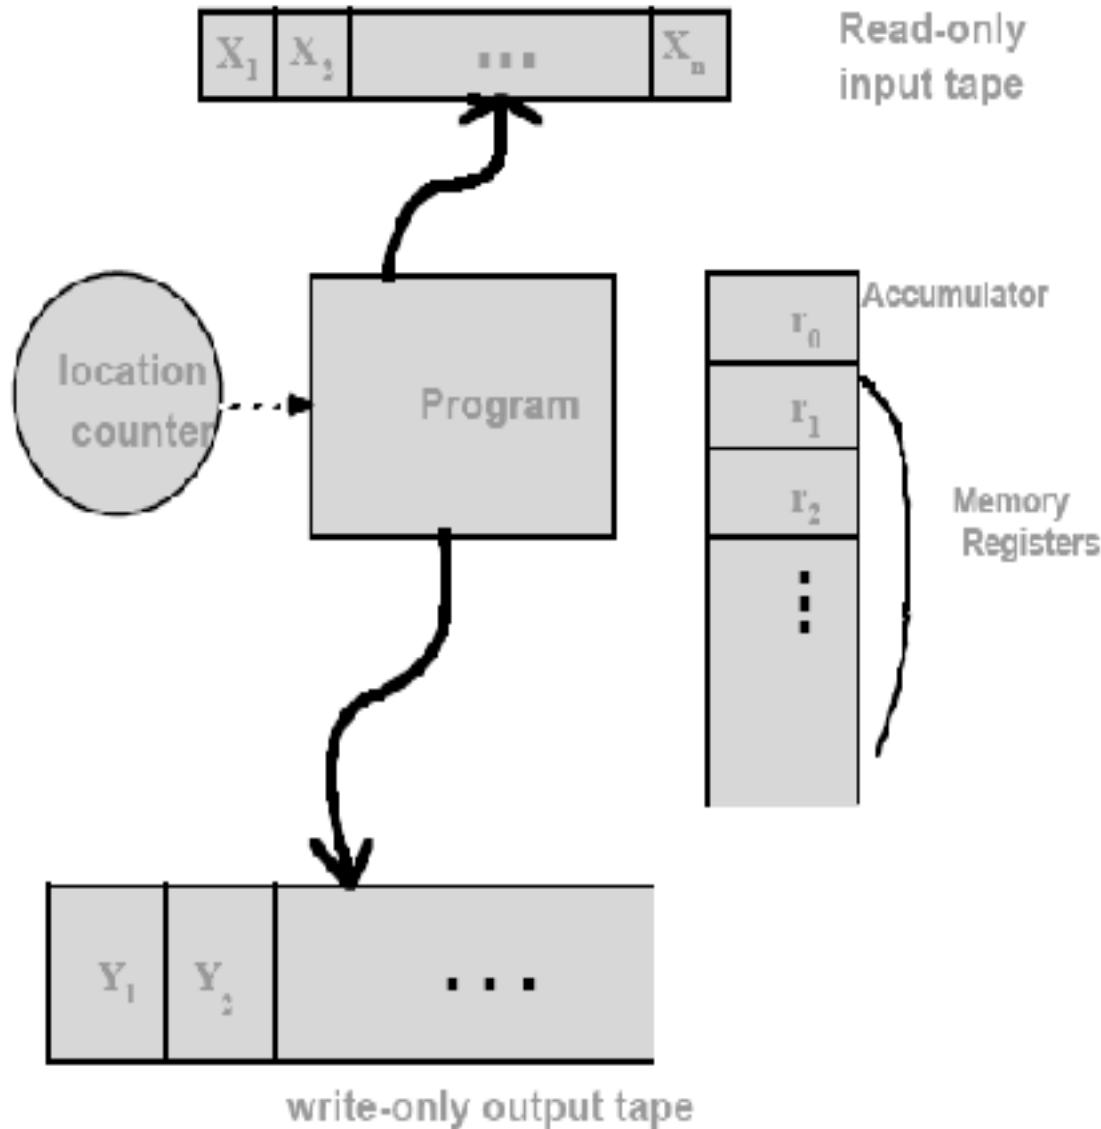 X₁ X₂ ... Xₙ
Read-only
input tape
location
counter
Program
Accumulator
r₀
r₁
r₂
Memory
Registers
Y₁ Y₂ ...
write-only output tape